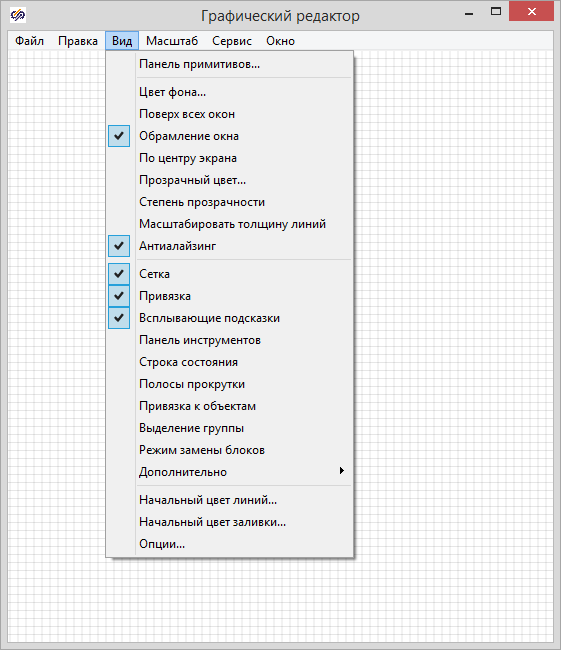 Графический редактор
Файл Правка Вид Масштаб Сервис Окно
Панель примитивов...
Цвет фона...
Поверх всех окон
Обрамление окна
По центру экрана
Прозрачный цвет...
Степень прозрачности
Масштабировать толщину линий
Антиалайзинг
Сетка
Привязка
Всплывающие подсказки
Панель инструментов
Строка состояния
Полосы прокрутки
Привязка к объектам
Выделение группы
Режим замены блоков
Дополнительно
Начальный цвет линий...
Начальный цвет заливки...
Опции...